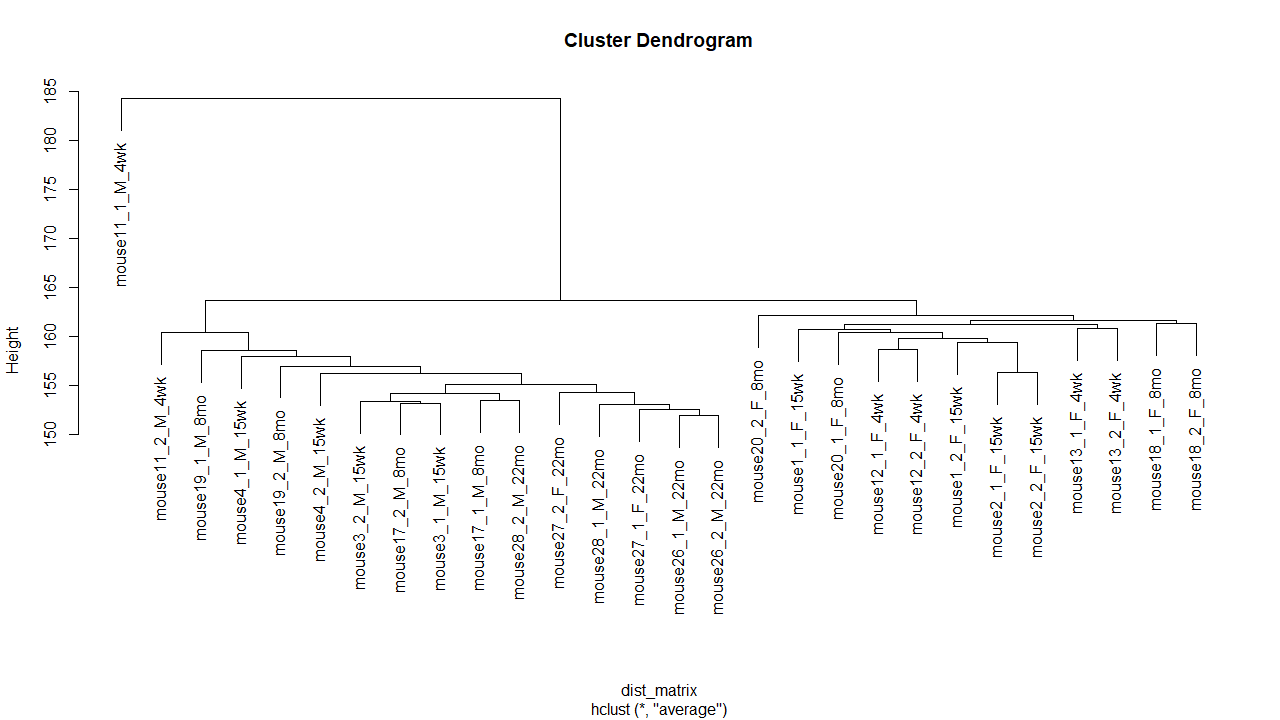 Cluster Dendrogram
Height
185
180
175
170
165
160
155
150
mouse11_1_M_4wk
mouse11_2_M_4wk
mouse19_1_M_8mo
mouse4_1_M_15wk
mouse19_2_M_8mo
mouse4_2_M_15wk
mouse3_2_M_15wk
mouse17_2_M_8mo
mouse3_1_M_15wk
mouse17_1_M_8mo
mouse28_2_M_22mo
mouse27_2_F_22mo
mouse28_1_M_22mo
mouse27_1_F_22mo
mouse26_1_M_22mo
mouse26_2_M_22mo
mouse20_2_F_8mo
mouse1_1_F_15wk
mouse20_1_F_8mo
mouse12_1_F_4wk
mouse12_2_F_4wk
mouse1_2_F_15wk
mouse2_1_F_15wk
mouse2_2_F_15wk
mouse13_1_F_4wk
mouse13_2_F_4wk
mouse18_1_F_8mo
mouse18_2_F_8mo
dist_matrix
hclust (*, "average")